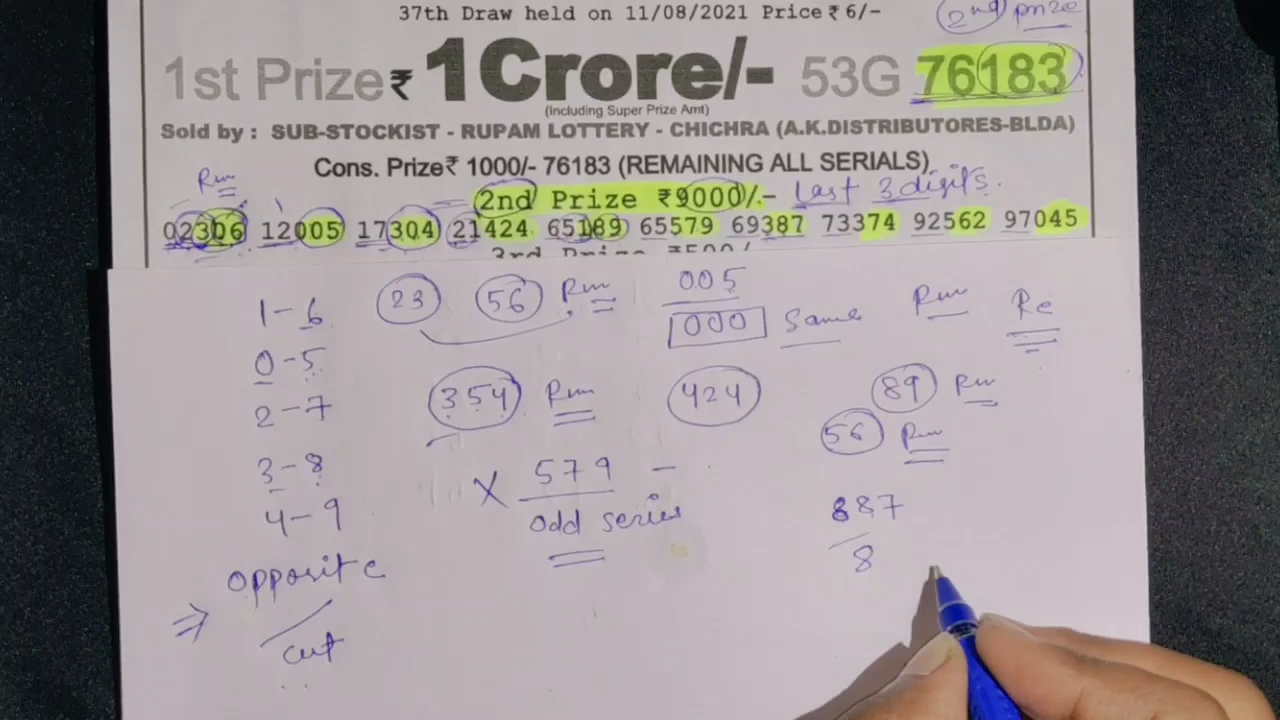 37th Draw held on 11/08/2021 Price ₹ 6/-
2nd prize
1st Prize ₹ 1Crore/- 53G 76183
(Including Super Prize Amt)
Sold by : SUB-STOCKIST - RUPAM LOTTERY - CHICHRA (A.K.DISTRIBUTORES-BLDA)
Cons. Prize₹ 1000/- 76183 (REMAINING ALL SERIALS)
Rm
2nd Prize ₹9000/- Last 3 digits.
02306 12005 17304 21424 65189 65579 69387 73374 92562 97045
1-6 23 56 Rm 005 Rm Re
000 Same
0-5
354 Rm 424 89 Rm
2-7
56 Rm
3-8 X 579 -
4-9 odd series 887
8
opposite
⇒ cut